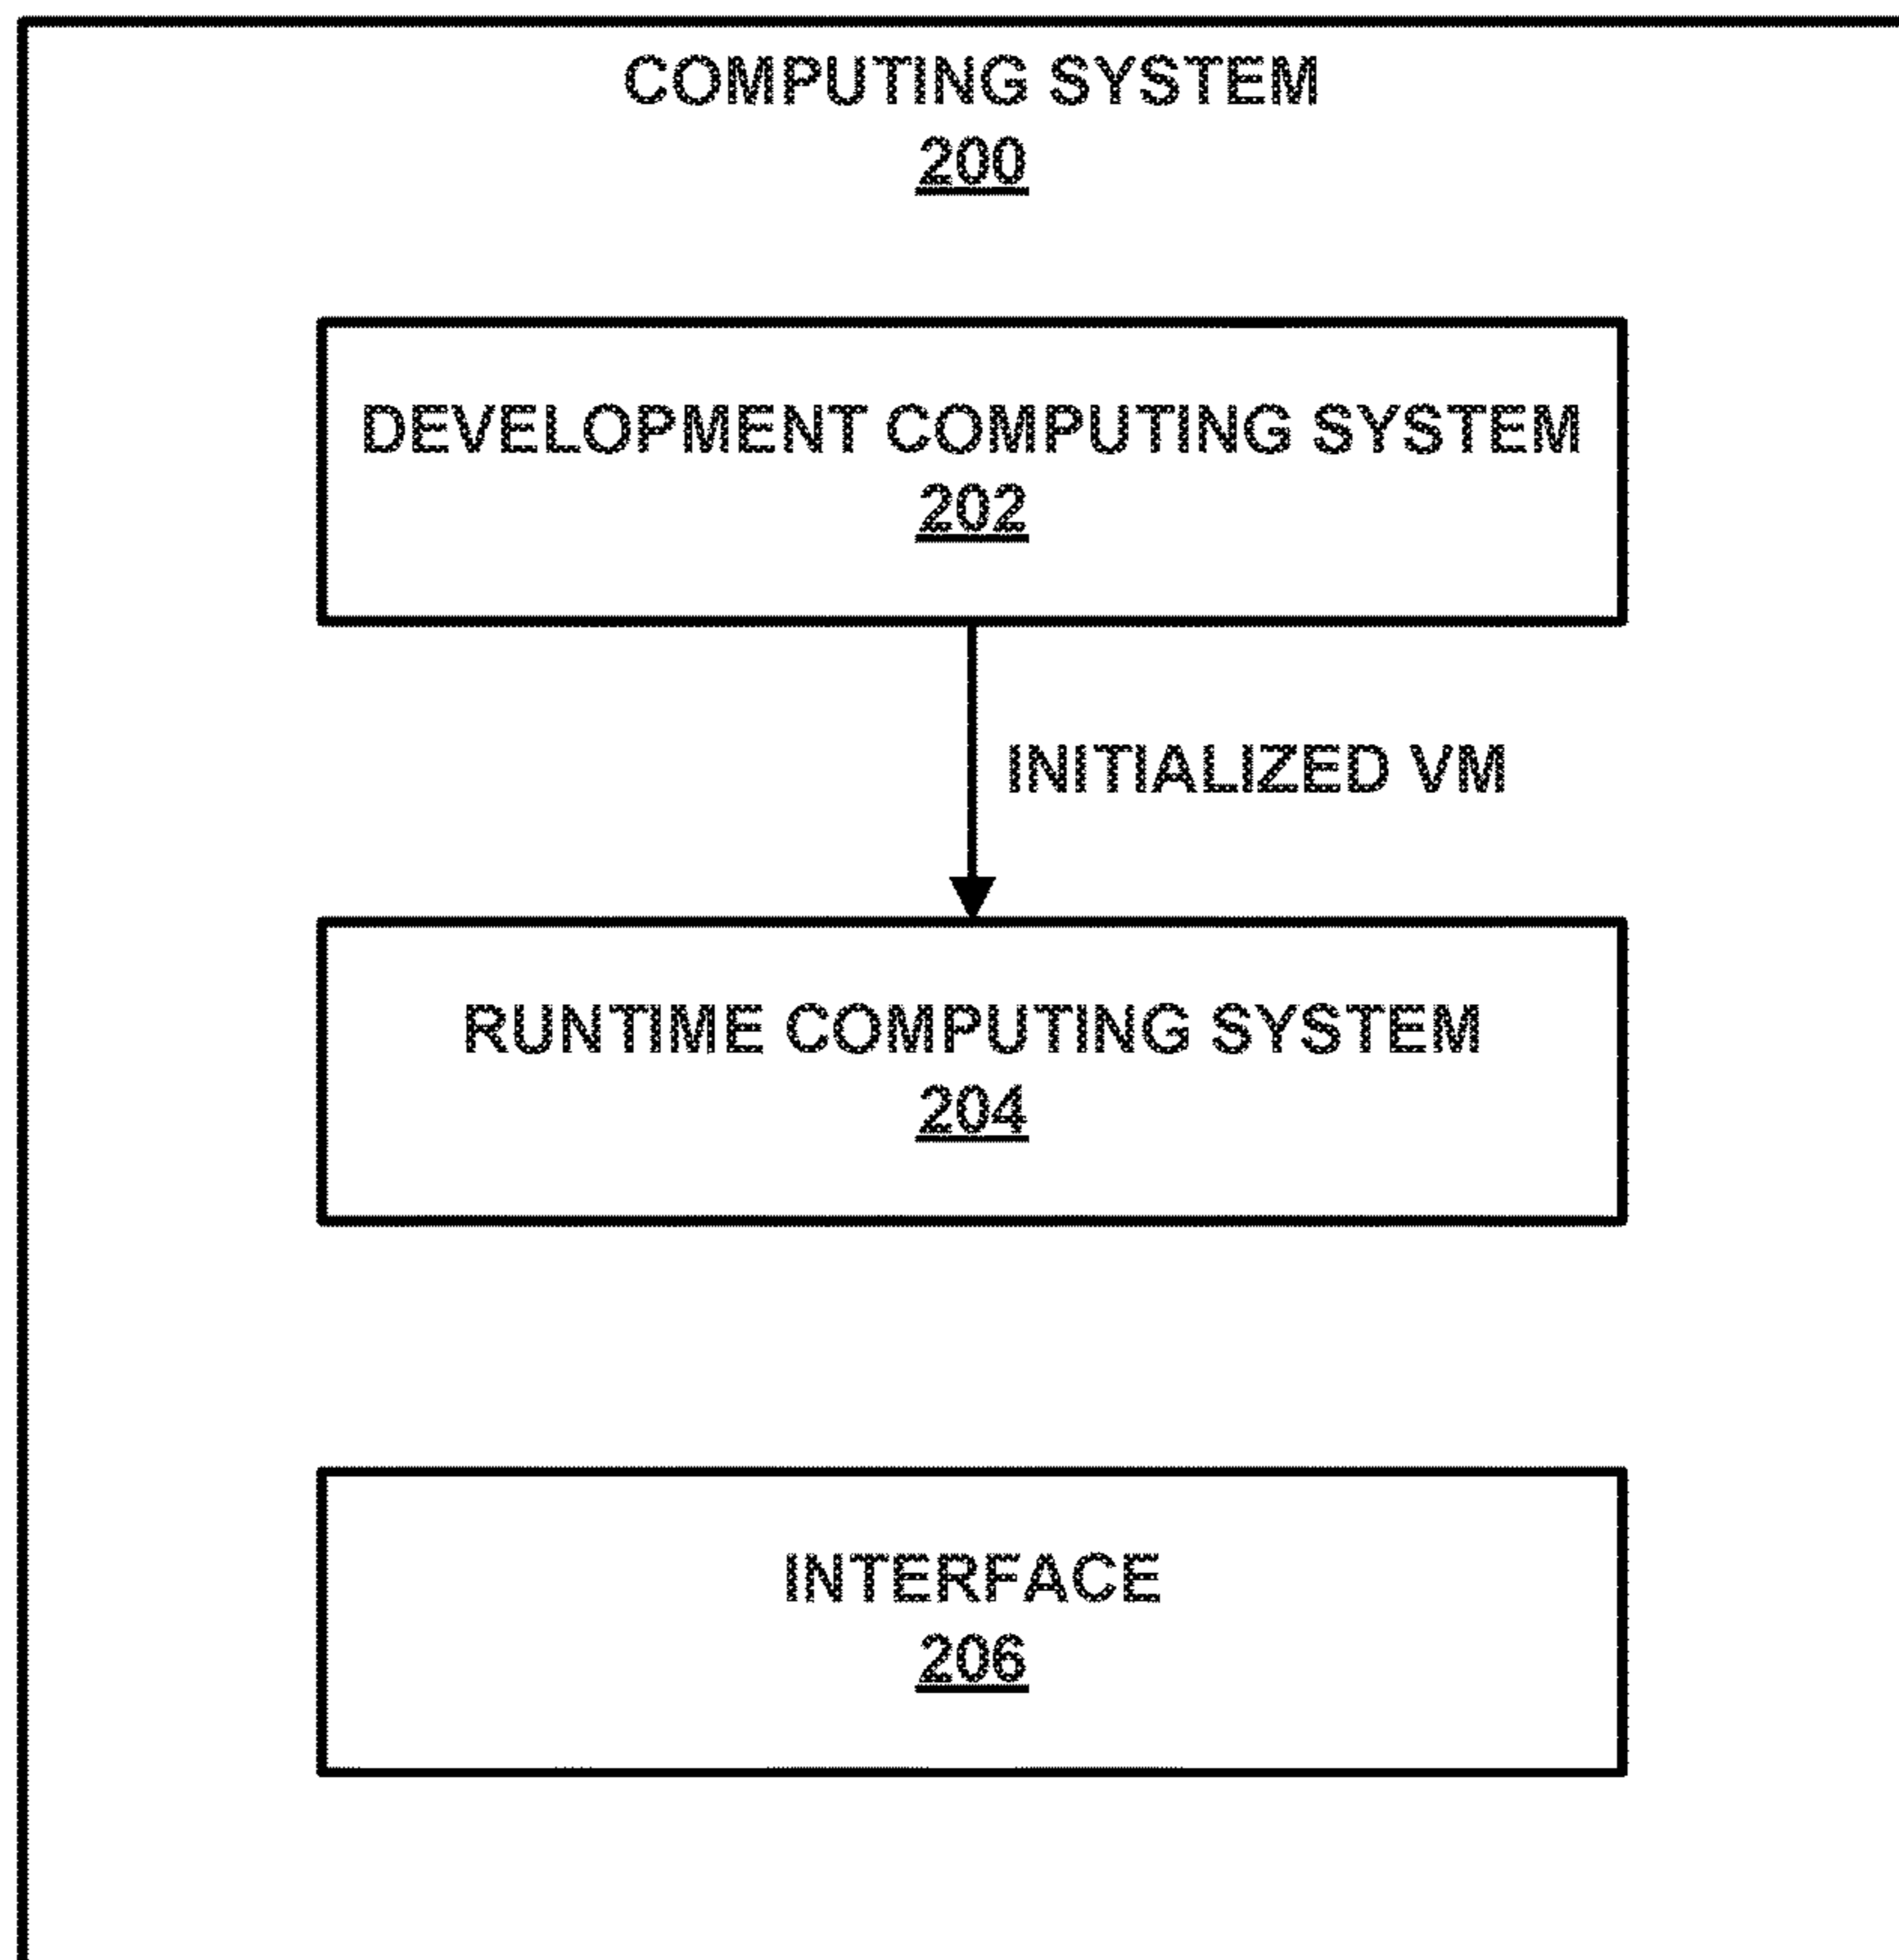 COMPUTING SYSTEM
200
DEVELOPMENT COMPUTING SYSTEM
202
INITIALIZED VM
RUNTIME COMPUTING SYSTEM
204
INTERFACE
206